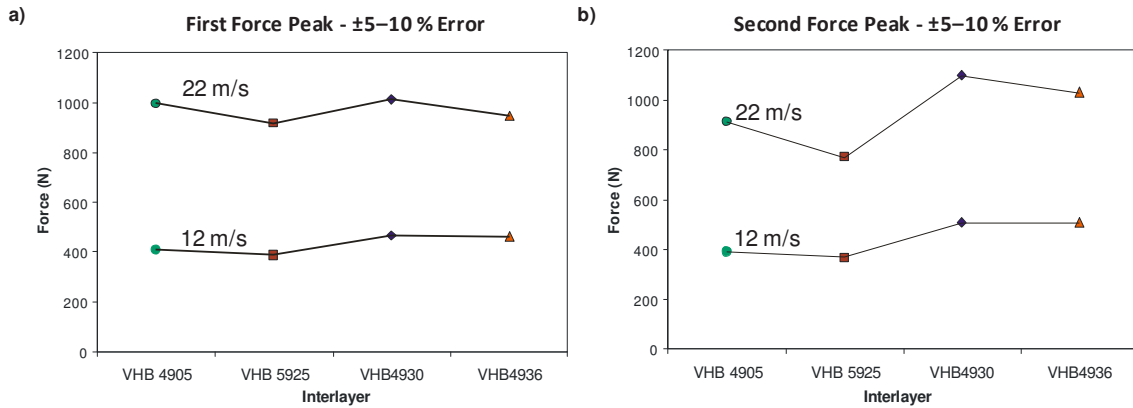 a)
First Force Peak - ±5–10 % Error
1200
1000
800
600
400
200
0
Force (N)
22 m/s
12 m/s
VHB 4905 VHB 5925 VHB4930 VHB4936
Interlayer
b)
Second Force Peak - ±5–10 % Error
1200
1000
800
600
400
200
0
Force (N)
22 m/s
12 m/s
VHB 4905 VHB 5925 VHB4930 VHB4936
Interlayer